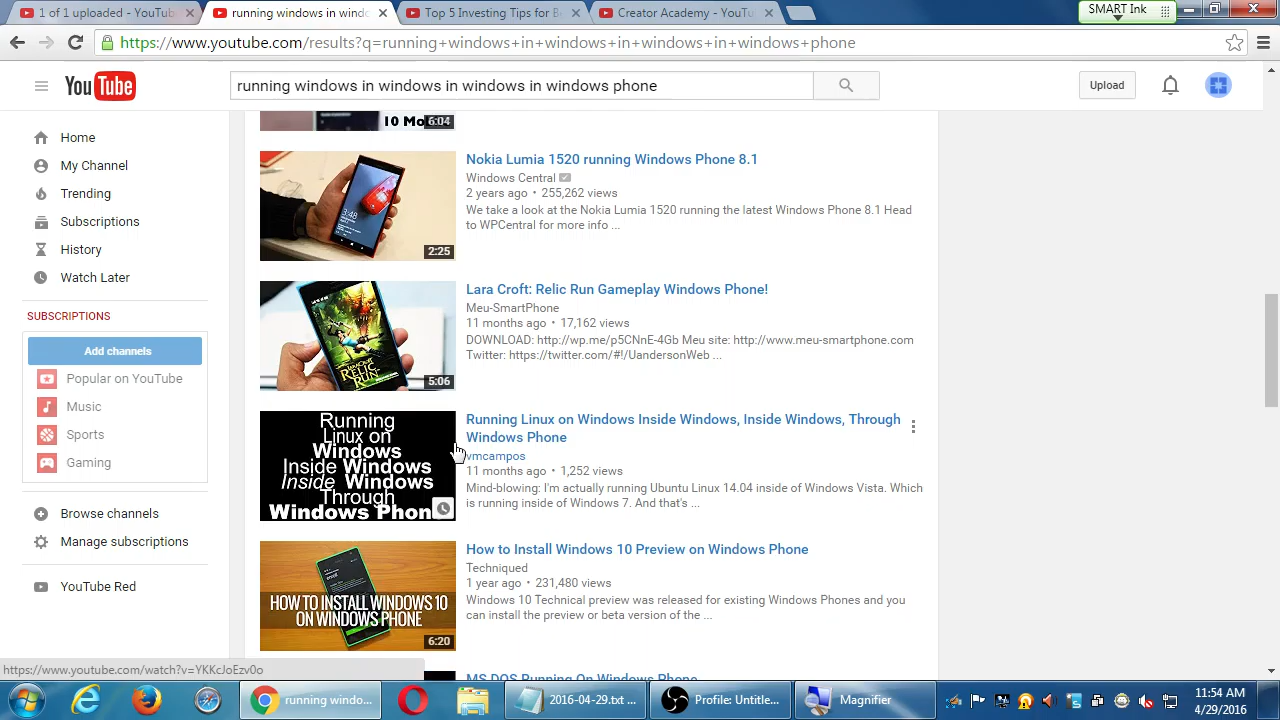 1 of 1 uploaded - YouTub
running windows in windo
Top 5 Investing Tips for B
Creator Academy - YouTu
SMART Ink
https://www.youtube.com/results?q=running+windows+in+windows+in+windows+in+windows+phone
YouTube
running windows in windows in windows in windows phone
Upload
Home
My Channel
Trending
Subscriptions
History
Watch Later
SUBSCRIPTIONS
Add channels
Popular on YouTube
Music
Sports
Gaming
Browse channels
Manage subscriptions
YouTube Red
10 Mo
6:04
3:48
2:25
Nokia Lumia 1520 running Windows Phone 8.1
Windows Central
2 years ago • 255,262 views
We take a look at the Nokia Lumia 1520 running the latest Windows Phone 8.1 Head
to WPCentral for more info ...
RELIC RUN
5:06
Lara Croft: Relic Run Gameplay Windows Phone!
Meu-SmartPhone
11 months ago • 17,162 views
DOWNLOAD: http://wp.me/p5CNnE-4Gb Meu site: http://www.meu-smartphone.com
Twitter: https://twitter.com/#!/UandersonWeb ...
Running
Linux on
Windows
Inside Windows
Inside Windows
Through
Windows Phon
Running Linux on Windows Inside Windows, Inside Windows, Through
Windows Phone
vmcampos
11 months ago • 1,252 views
Mind-blowing: I'm actually running Ubuntu Linux 14.04 inside of Windows Vista. Which
is running inside of Windows 7. And that's ...
HOW TO INSTALL WINDOWS 10
ON WINDOWS PHONE
6:20
How to Install Windows 10 Preview on Windows Phone
Techniqued
1 year ago • 231,480 views
Windows 10 Technical preview was released for existing Windows Phones and you
can install the preview or beta version of the ...
MS DOS Running On Windows Phone
https://www.youtube.com/watch?v=YKKcJoEzv0o
running windo...
2016-04-29.txt ...
Profile: Untitle...
Magnifier
11:54 AM
4/29/2016